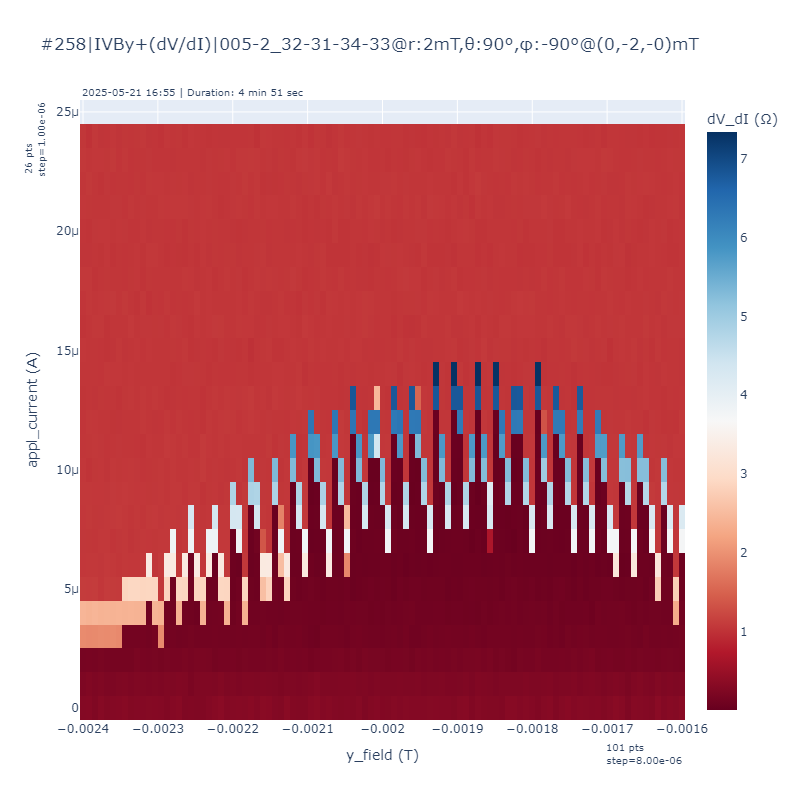 #258|IVBy+(dV/dI)|005-2_32-31-34-33@r:2mT,θ:90º,φ:-90º@(0,-2,-0)mT
2025-05-21 16:55 | Duration: 4 min 51 sec
26 pts
step=1.00e-06
appl_current (A)
25μ
20μ
15μ
10μ
5μ
0
−0.0024
−0.0023
−0.0022
−0.0021
−0.002
−0.0019
−0.0018
−0.0017
−0.0016
y_field (T)
101 pts
step=8.00e-06
dV_dI (Ω)
7
6
5
4
3
2
1